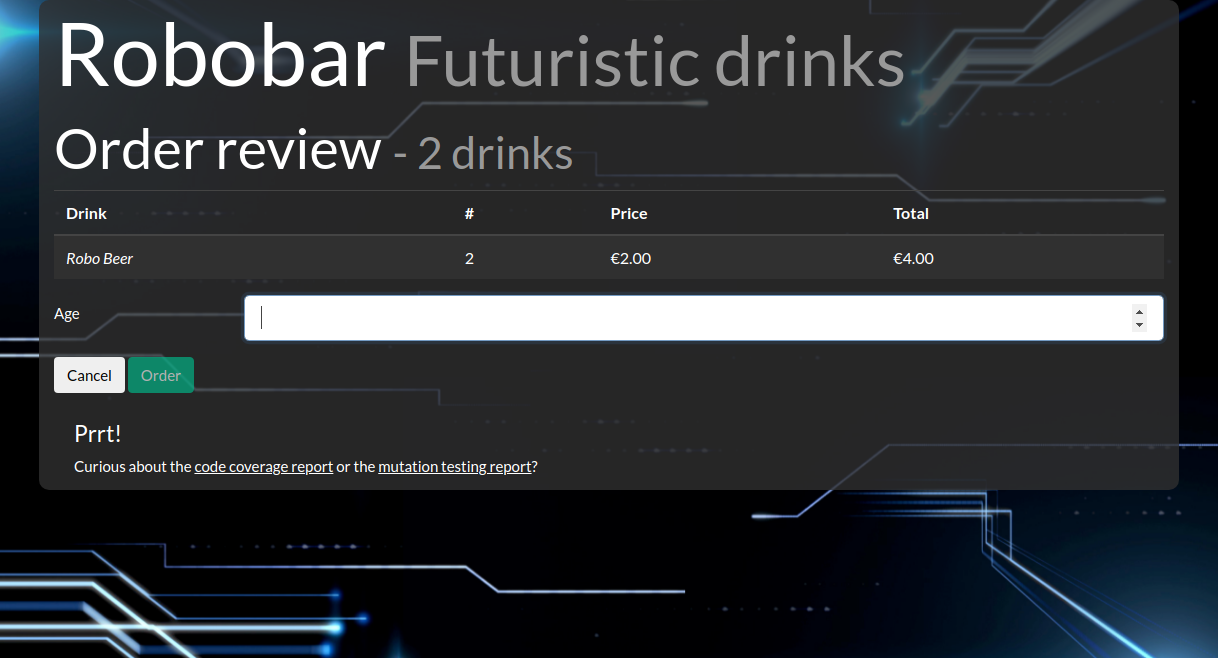 Robobar Futuristic drinks
Order review - 2 drinks
Drink # Price Total
Robo Beer 2 €2.00 €4.00
Age
Cancel Order
Prrt!
Curious about the code coverage report or the mutation testing report?